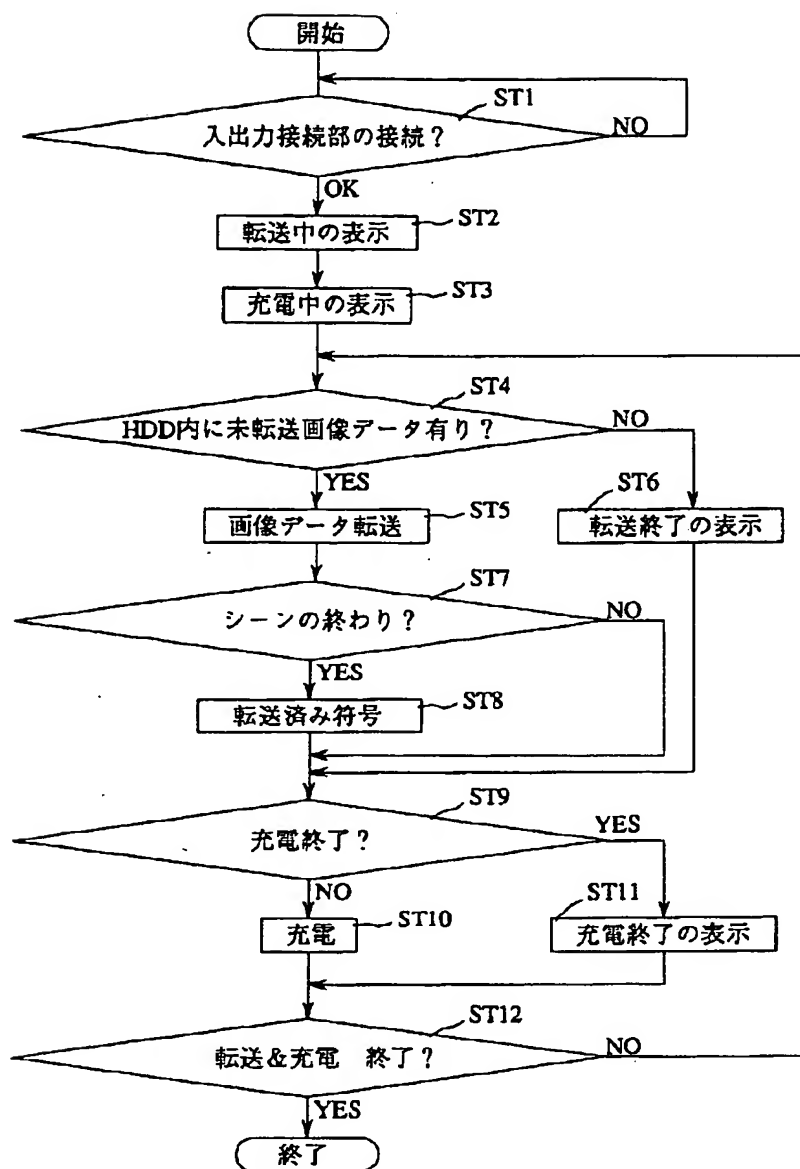 開始
ST1
入出力接続部の接続?
NO
OK
転送中の表示
ST2
充電中の表示
ST3
ST4
HDD内に未転送画像データ有り?
NO
YES
画像データ転送
ST5
ST6
転送終了の表示
ST7
シーンの終わり?
NO
YES
転送済み符号
ST8
ST9
充電終了?
YES
NO
充電
ST10
ST11
充電終了の表示
ST12
転送&充電 終了?
NO
YES
終了